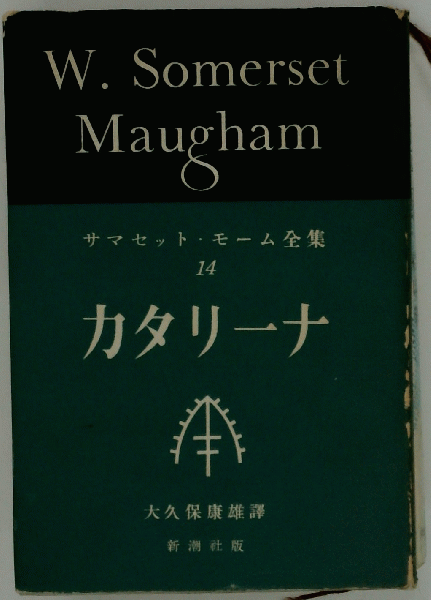 W. Somerset
Maugham
サマセット・モーム全集
14
カタリーナ
大久保康雄譯
新潮社版